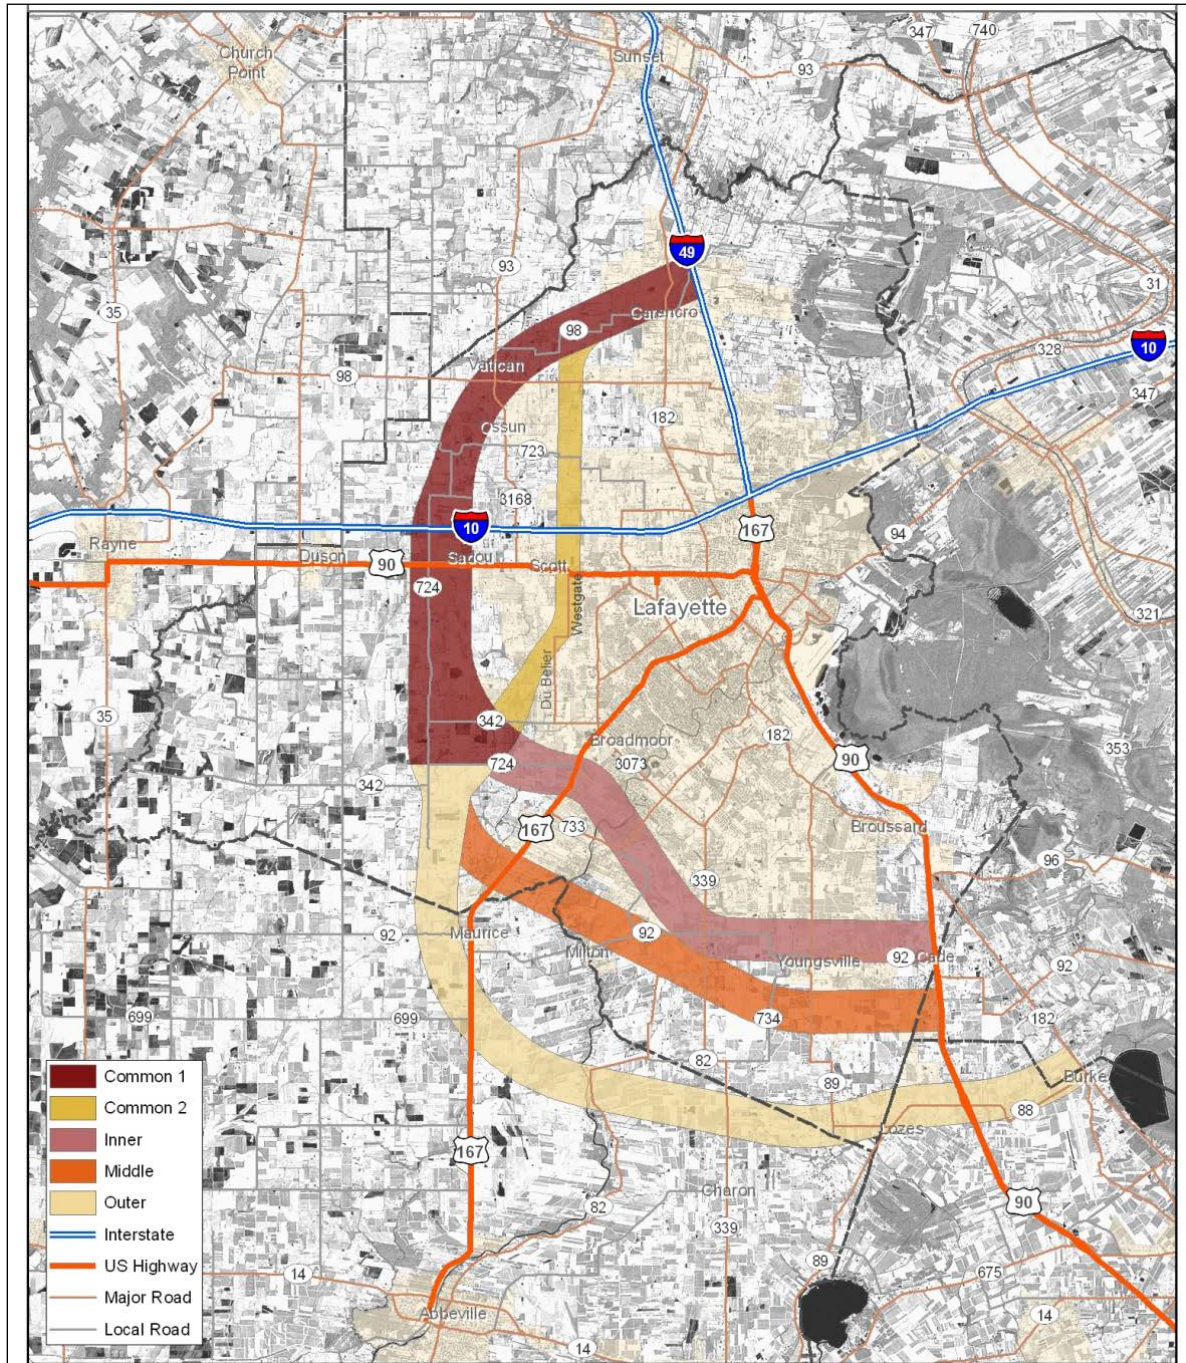 347
740
Church
Point
Sunset
93
49
93
31
35
Carencro
98
328
10
Vatican
98
347
182
Ossun
723
3168
10
167
94
Rayne
Duson
90
Sadou
Scott
724
Westgate
Lafayette
321
Du Belier
35
342
182
353
Broadmoor
724
3073
90
342
167
733
Broussard
96
339
92
Maurice
92
Milton
Youngsville
92
Cade
92
699
699
734
182
82
89
Burke
88
Common 1
Common 2
Inner
Middle
Outer
Interstate
US Highway
Major Road
Local Road
167
Charon
82
339
90
89
675
14
Abbeville
14
14